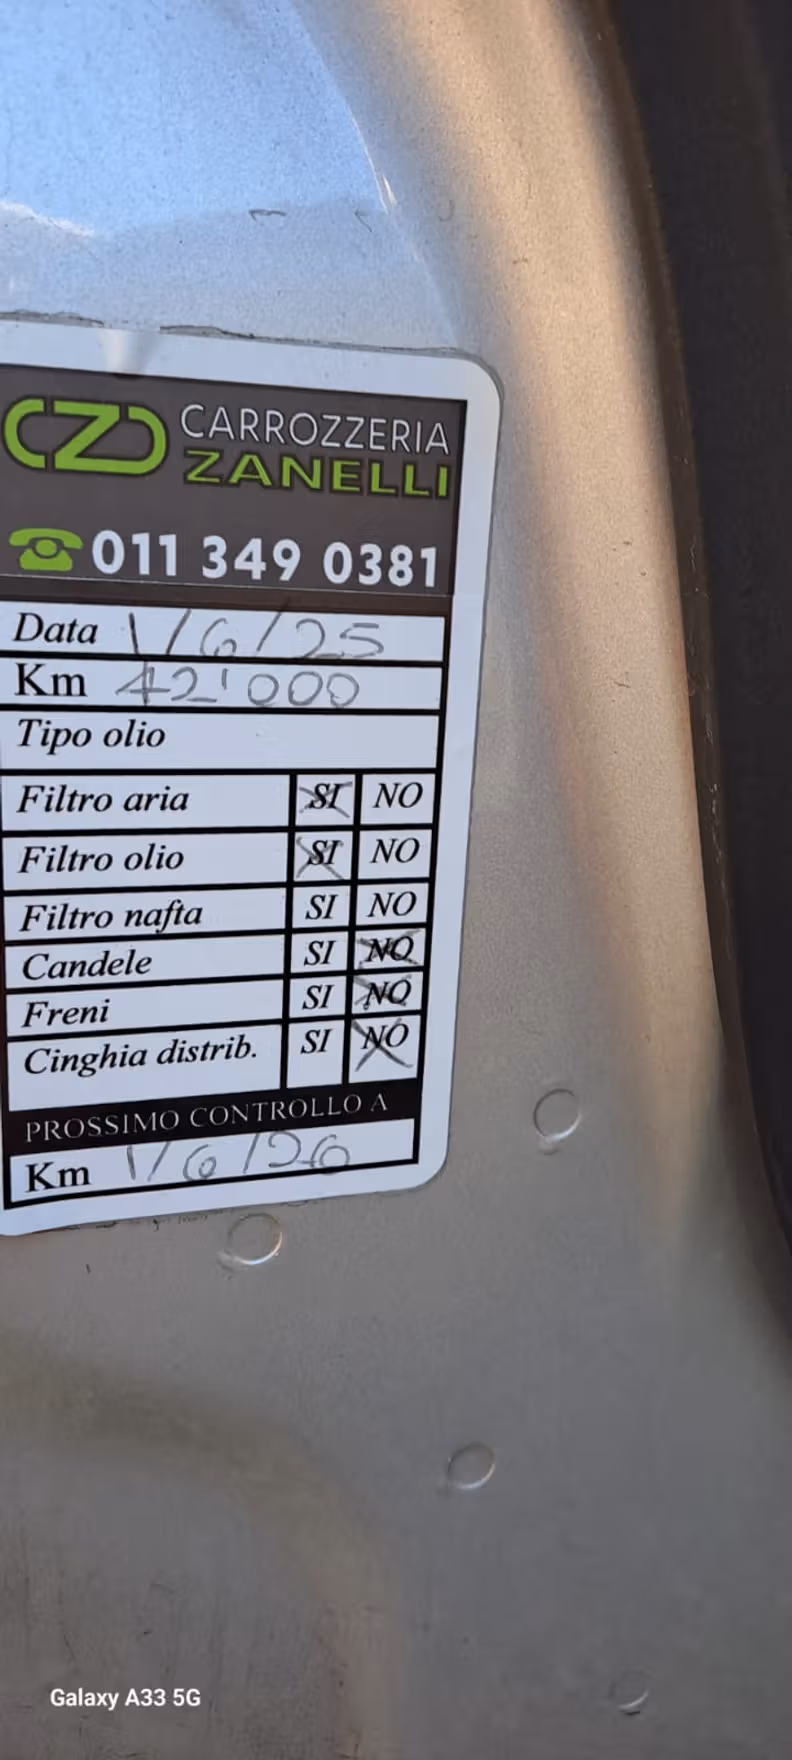 CZ CARROZZERIA
ZANELLI
011 349 0381
Data 1/6/25
Km 42'000
Tipo olio
Filtro aria SI NO
Filtro olio SI NO
Filtro nafta SI NO
Candele SI NO
Freni SI NO
Cinghia distrib. SI NO
PROSSIMO CONTROLLO A
Km 1/6/26
Galaxy A33 5G